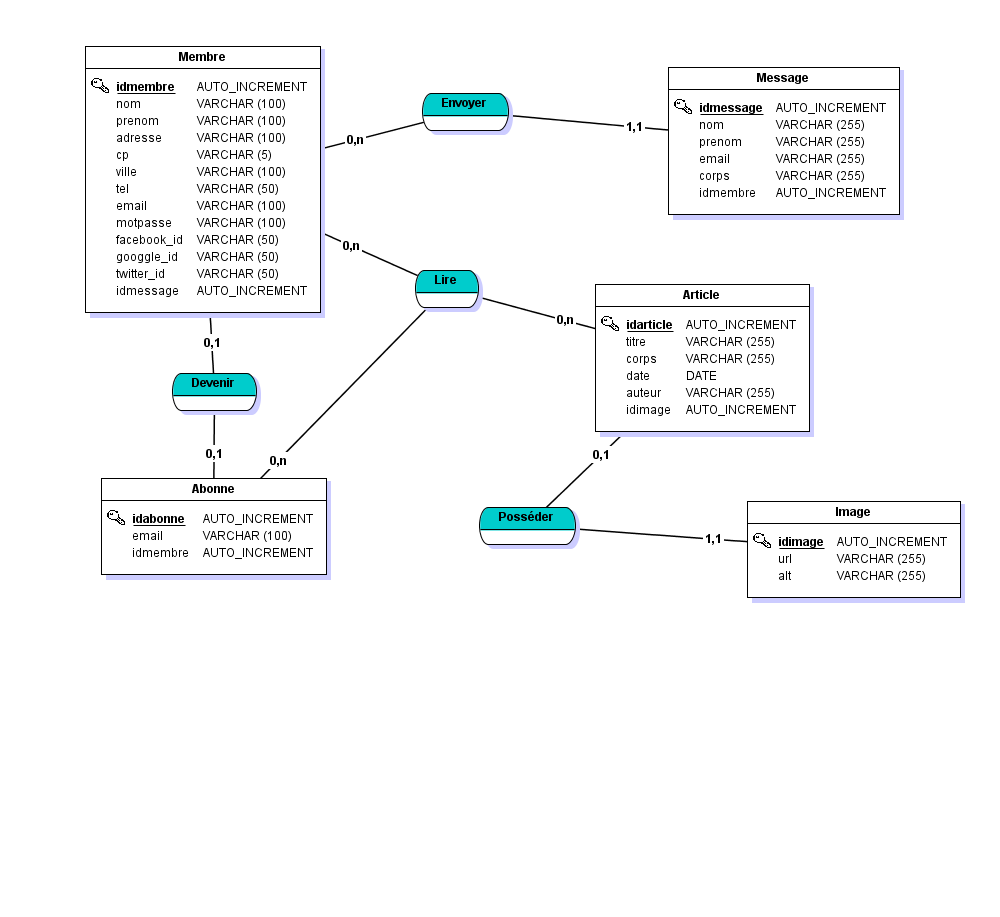 Membre
idmembre AUTO_INCREMENT
nom VARCHAR (100)
prenom VARCHAR (100)
adresse VARCHAR (100)
cp VARCHAR (5)
ville VARCHAR (100)
tel VARCHAR (50)
email VARCHAR (100)
motpasse VARCHAR (100)
facebook_id VARCHAR (50)
googgle_id VARCHAR (50)
twitter_id VARCHAR (50)
idmessage AUTO_INCREMENT
0,n
Envoyer
1,1
Message
idmessage AUTO_INCREMENT
nom VARCHAR (255)
prenom VARCHAR (255)
email VARCHAR (255)
corps VARCHAR (255)
idmembre AUTO_INCREMENT
0,n
Lire
0,n
Article
idarticle AUTO_INCREMENT
titre VARCHAR (255)
corps VARCHAR (255)
date DATE
auteur VARCHAR (255)
idimage AUTO_INCREMENT
0,1
Devenir
0,1
0,n
Abonne
idabonne AUTO_INCREMENT
email VARCHAR (100)
idmembre AUTO_INCREMENT
0,1
Posséder
1,1
Image
idimage AUTO_INCREMENT
url VARCHAR (255)
alt VARCHAR (255)